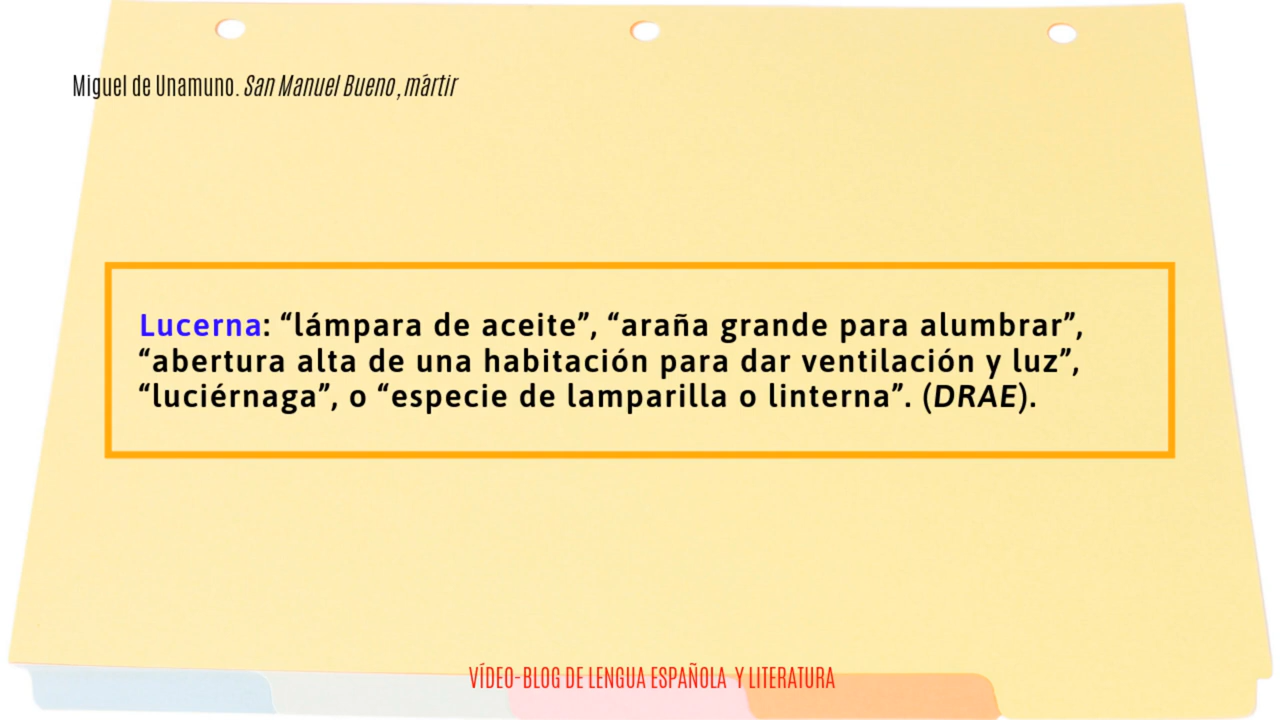 Miguel de Unamuno. San Manuel Bueno, mártir
Lucerna: “lámpara de aceite”, “araña grande para alumbrar”,
“abertura alta de una habitación para dar ventilación y luz”,
“luciérnaga”, o “especie de lamparilla o linterna”. (DRAE).
VÍDEO-BLOG DE LENGUA ESPAÑOLA Y LITERATURA